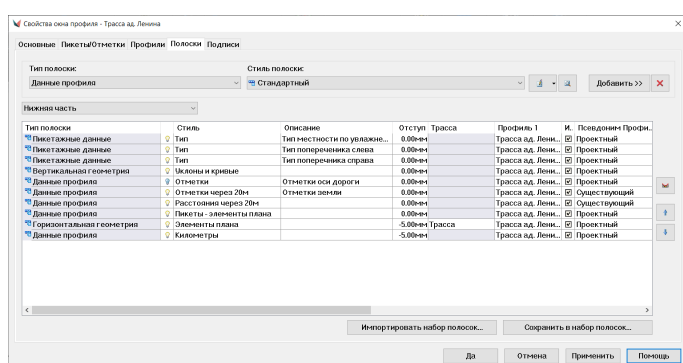 Свойства окна профиля - Трасса ад. Ленина
Основные Пикеты/Отметки Профили Полоски Подписи
Тип полоски: Стиль полоски:
Данные профиля Стандартный Добавить >>
Нижняя часть
Тип полоски Стиль Описание Отступ Трасса Профиль 1 И.. Псевдоним Профи..
Пикетажные данные Тип Тип местности по увлажне... 0.00мм Трасса ад. Лени... Проектный
Пикетажные данные Тип Тип поперечника слева 0.00мм Трасса ад. Лени... Проектный
Пикетажные данные Тип Тип поперечника справа 0.00мм Трасса ад. Лени... Проектный
Вертикальная геометрия Уклоны и кривые 0.00мм Трасса ад. Лени... Проектный
Данные профиля Отметки Отметки оси дороги 0.00мм Трасса ад. Лени... Проектный
Данные профиля Отметки через 20м Отметки земли 0.00мм Трасса ад. Лени... Существующий
Данные профиля Расстояния через 20м 0.00мм Трасса ад. Лени... Существующий
Данные профиля Пикеты - элементы плана 0.00мм Трасса ад. Лени... Проектный
Горизонтальная геометрия Элементы плана -5.00мм Трасса Трасса ад. Лени... Проектный
Данные профиля Километры -5.00мм Трасса ад. Лени... Проектный
Импортировать набор полосок... Сохранить в набор полосок...
Да Отмена Применить Помощь